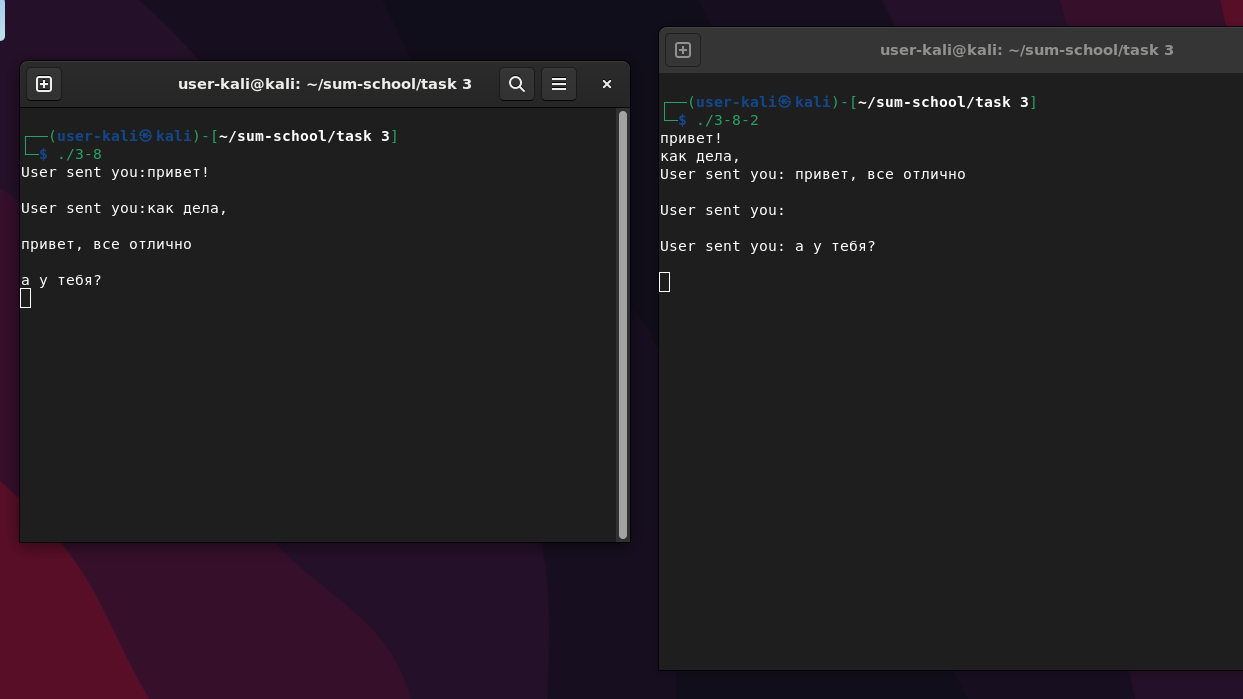 user-kali@kali: ~/sum-school/task 3
┌──(user-kali㉿kali)-[~/sum-school/task 3]
└─$ ./3-8
User sent you:привет!
User sent you:как дела,
привет, все отлично
а у тебя?
user-kali@kali: ~/sum-school/task 3
┌──(user-kali㉿kali)-[~/sum-school/task 3]
└─$ ./3-8-2
привет!
как дела,
User sent you: привет, все отлично
User sent you:
User sent you: а у тебя?